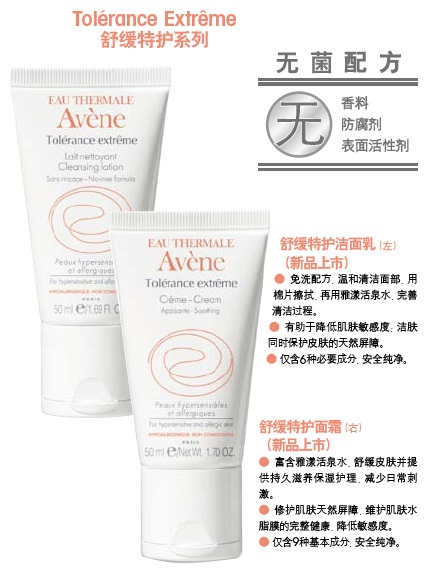 Tolérance Extrême
舒缓特护系列
无菌配方
无
香料
防腐剂
表面活性剂
EAU THERMALE
Avène
Tolérance extrême
Lait nettoyant
Cleansing lotion
Sans rinçage - No-rinse formula
Peaux hypersensib
et allergiques
For hypersensitive and allergic
HYPOALLERGENIQUE - NON COMEDOG
PARIS
50 ml e/1.69 Fl. O
EAU THERMALE
Avène
Tolérance extrême
Crème - Cream
Apaisante - Soothing
Peaux hypersensibles
et allergiques
For hypersensitive and allergic skin
HYPOALLERGENIQUE - NON COMEDOGENE
PARIS
50 ml e/Net Wt. 1.70 OZ.
舒缓特护洁面乳 (左)
(新品上市)
● 免洗配方, 温和清洁面部, 用
棉片擦拭, 再用雅漾活泉水, 完善
清洁过程。
● 有助于降低肌肤敏感度; 洁肤
同时保护皮肤的天然屏障。
● 仅含6种必要成分, 安全纯净。
舒缓特护面霜 (右)
(新品上市)
● 富含雅漾活泉水, 舒缓皮肤并提
供持久滋养保湿护理, 减少日常刺
激。
● 修护肌肤天然屏障, 维护肌肤水
脂膜的完整健康, 降低敏感度。
● 仅含9种基本成分, 安全纯净。